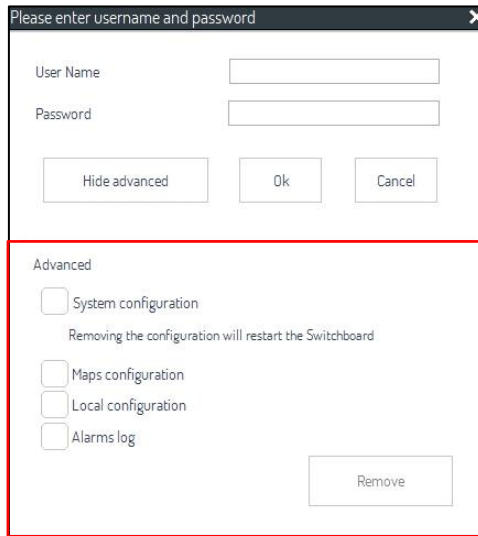 Please enter username and password
User Name
Password
Hide advanced Ok Cancel
Advanced
System configuration
Removing the configuration will restart the Switchboard
Maps configuration
Local configuration
Alarms log
Remove